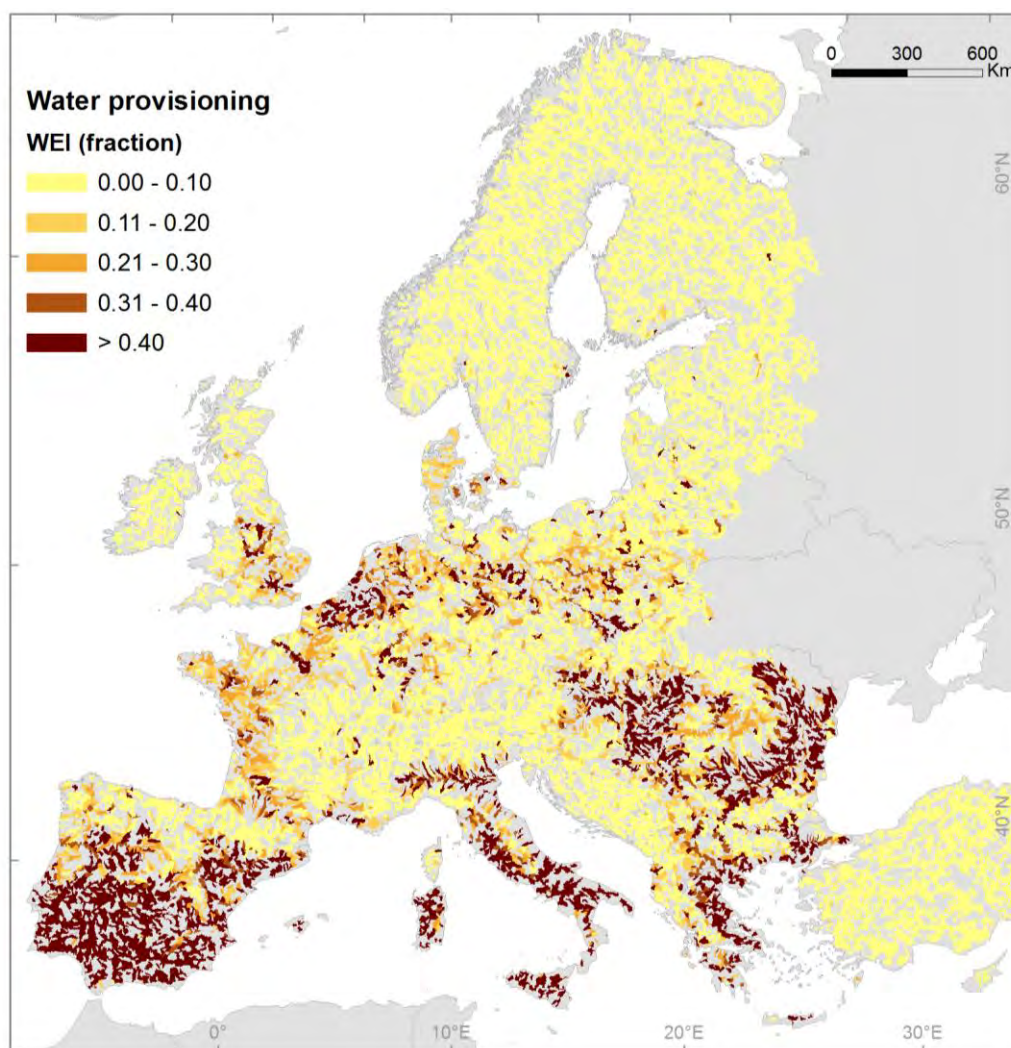 0 300 600
Km
Water provisioning
WEI (fraction)
0.00 - 0.10
0.11 - 0.20
0.21 - 0.30
0.31 - 0.40
> 0.40
60°N
50°N
40°N
0° 10°E 20°E 30°E